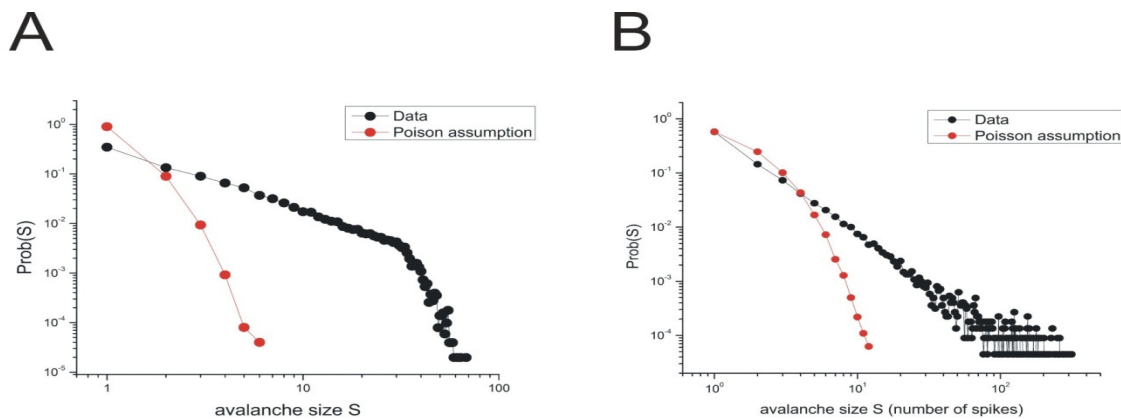 A
B
Data
Poison assumption
Data
Poisson assumption
10^0
10^-1
10^-2
10^-3
10^-4
10^-5
Prob(S)
1
10
100
avalanche size S
10^0
10^-1
10^-2
10^-3
10^-4
Prob(S)
10^0
10^1
10^2
avalanche size S (number of spikes)